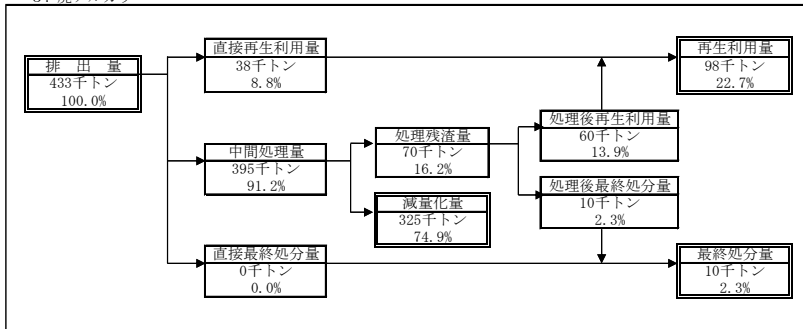 排　出　量
433千トン
100.0%
直接再生利用量
38千トン
8.8%
再生利用量
98千トン
22.7%
中間処理量
395千トン
91.2%
処理残渣量
70千トン
16.2%
処理後再生利用量
60千トン
13.9%
減量化量
325千トン
74.9%
処理後最終処分量
10千トン
2.3%
直接最終処分量
0千トン
0.0%
最終処分量
10千トン
2.3%